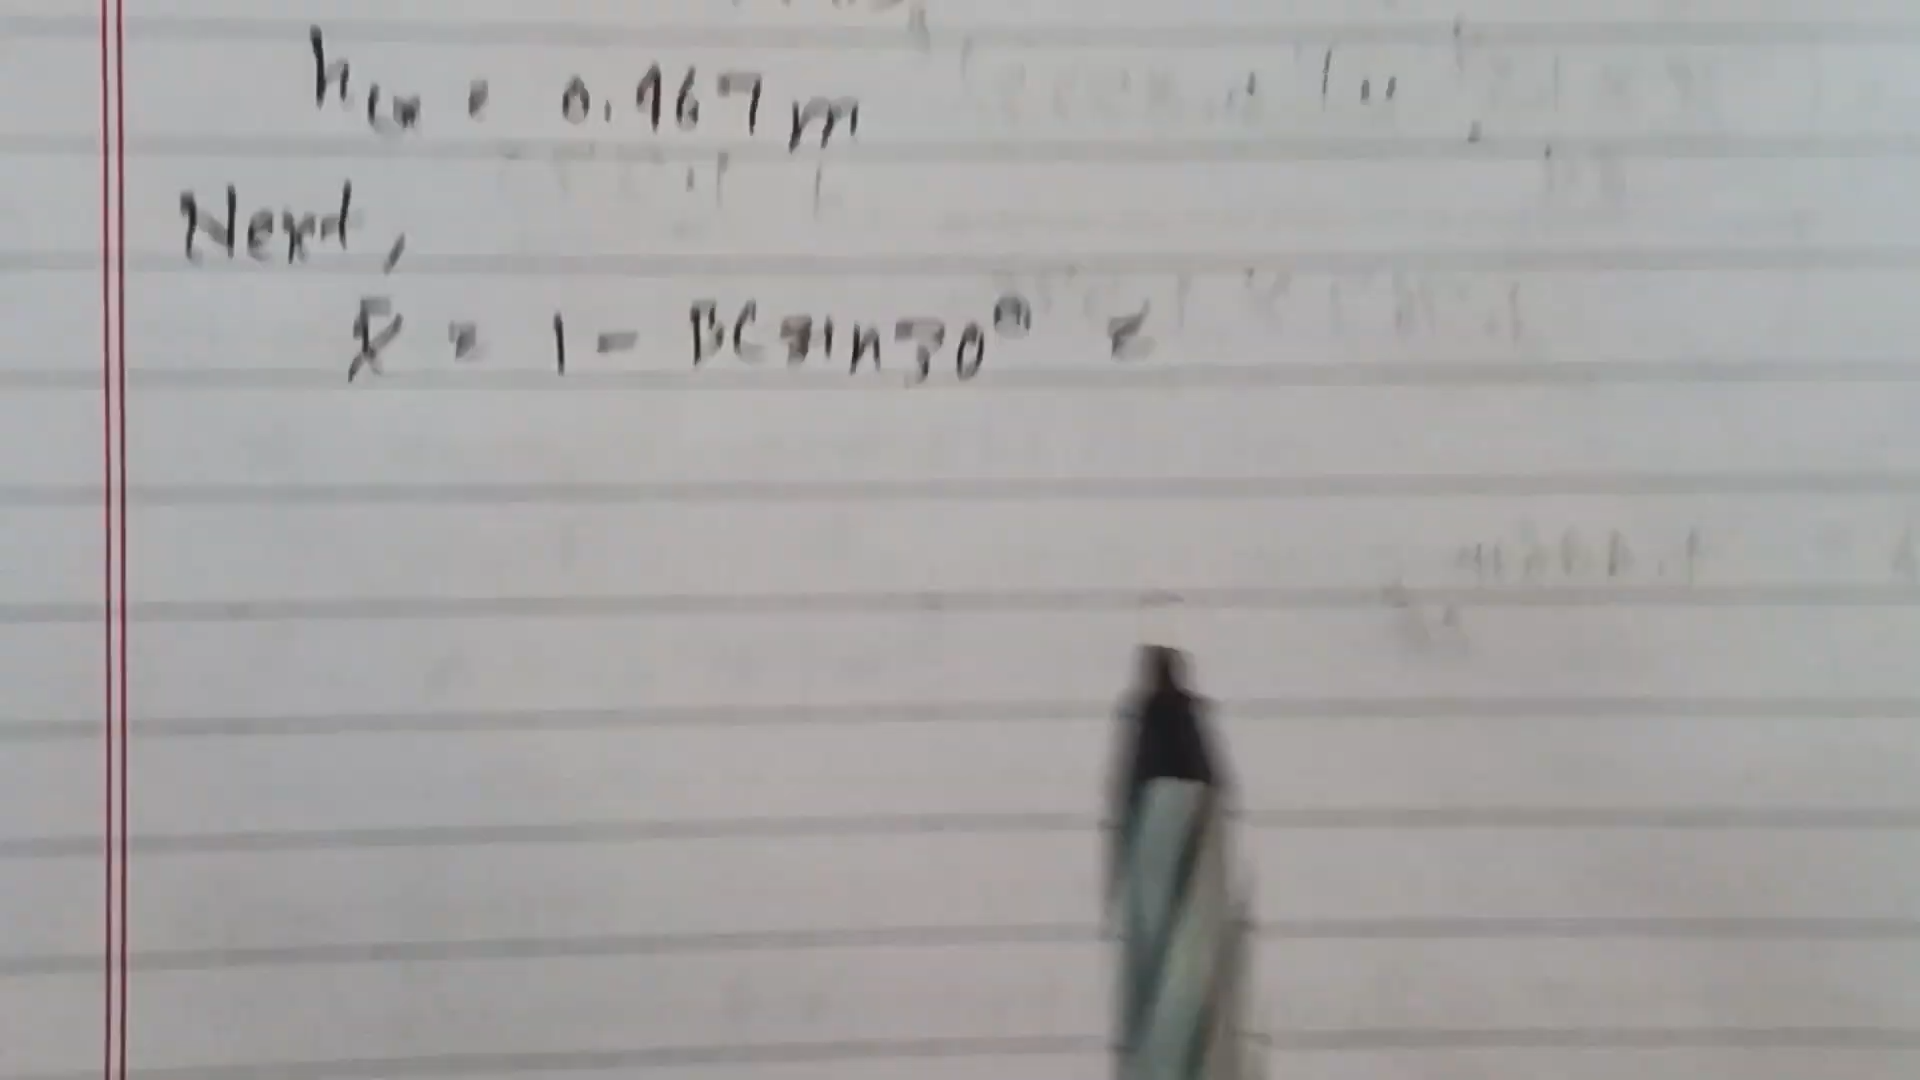 h = 0.467 m
Next,
x̄ = 1 - BC sin30° =